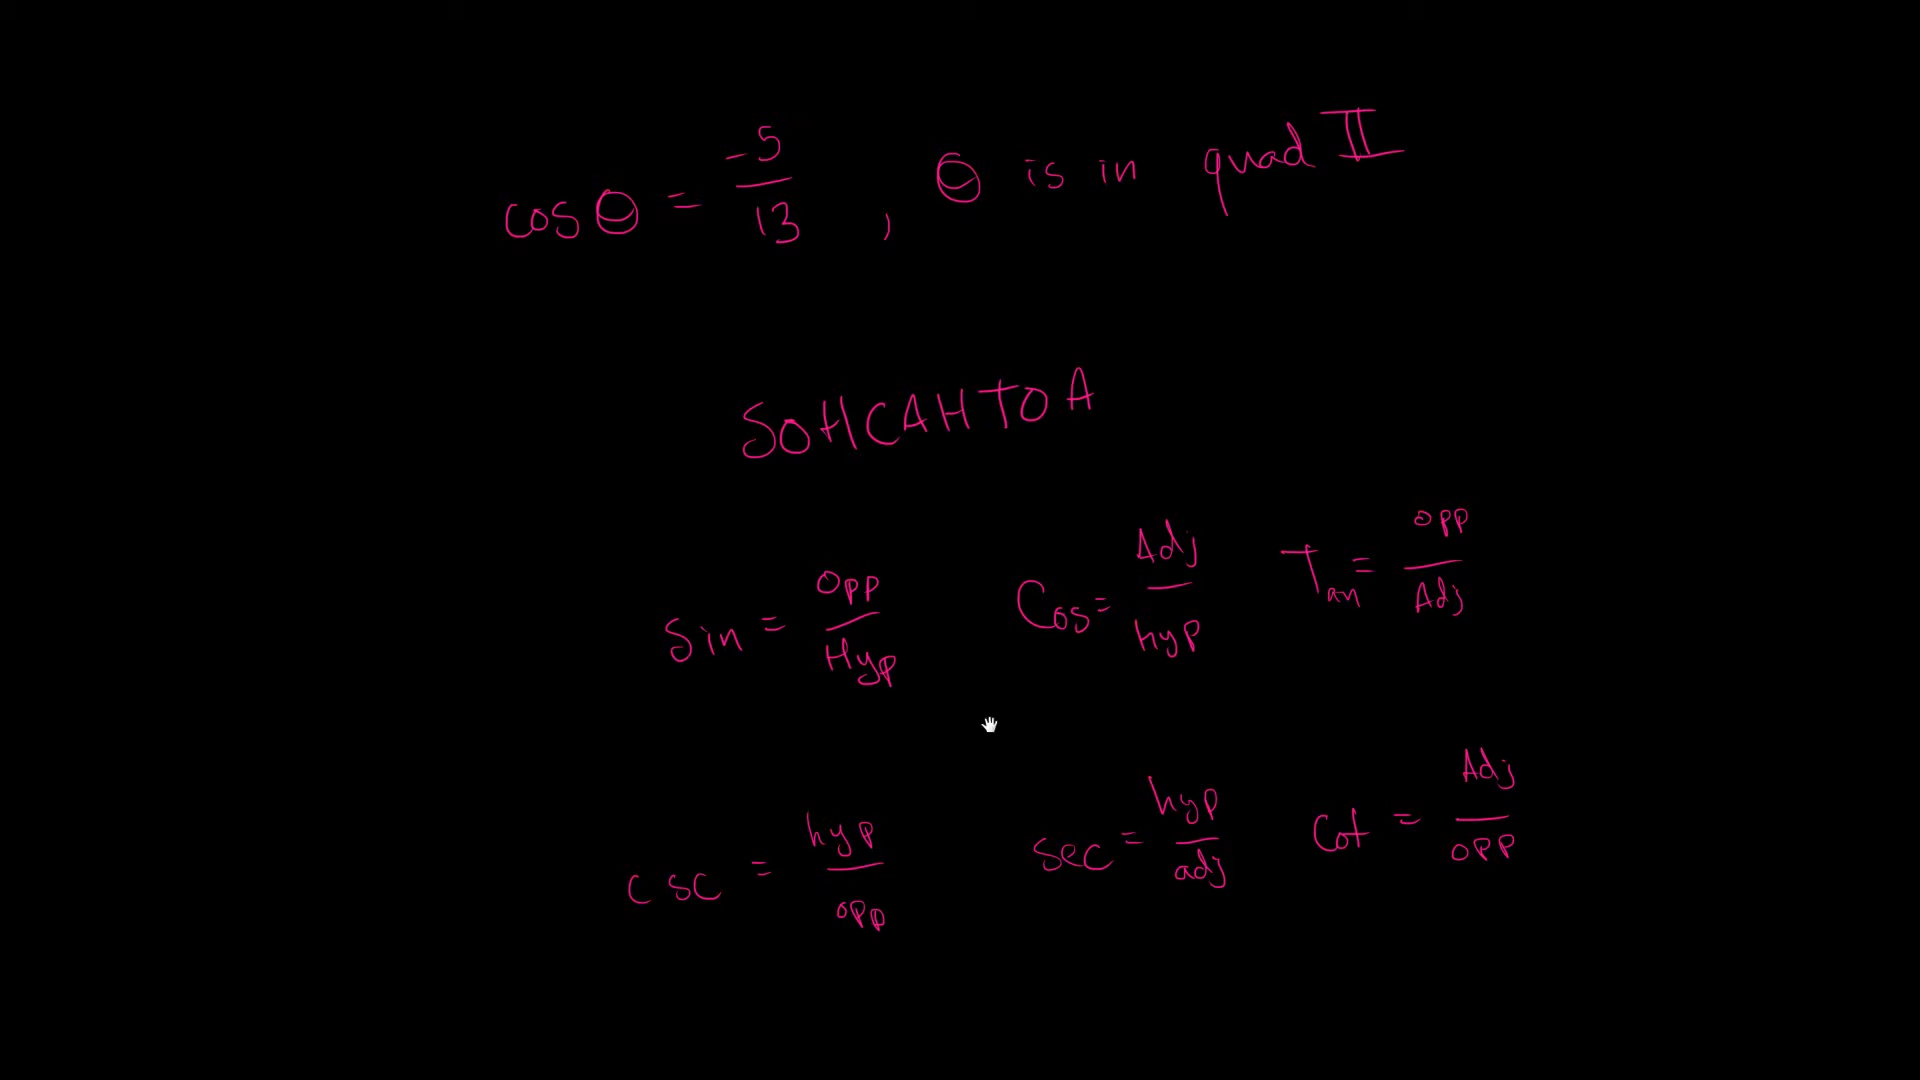 cos θ = -5/13 , θ is in quad II
SOHCAHTOA
Sin = Opp/Hyp   Cos = Adj/hyp   Tan = opp/Adj
csc = hyp/opp   sec = hyp/adj   Cot = Adj/opp